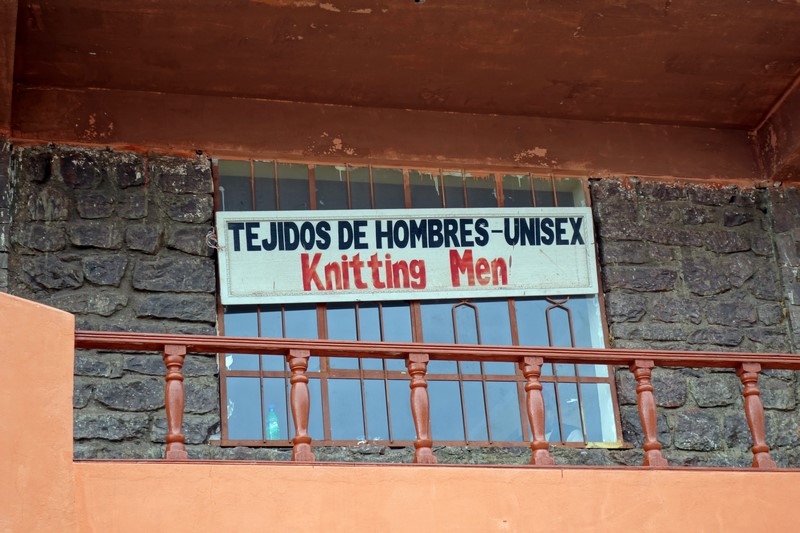 TEJIDOS DE HOMBRES-UNISEX
Knitting Men'